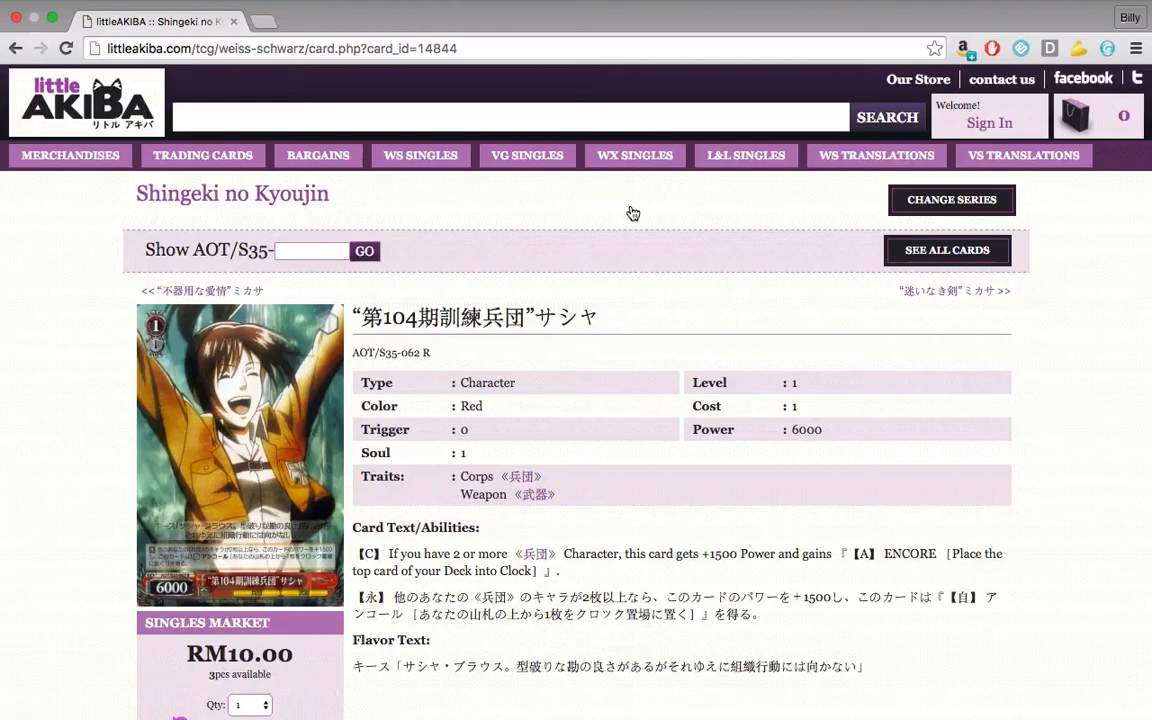 littleAKIBA :: Shingeki no K
Billy
littleakiba.com/tcg/weiss-schwarz/card.php?card_id=14844
little
AKIBA
リトル アキバ
Our Store
contact us
facebook
SEARCH
Welcome!
Sign In
0
MERCHANDISES
TRADING CARDS
BARGAINS
WS SINGLES
VG SINGLES
WX SINGLES
L&L SINGLES
WS TRANSLATIONS
VS TRANSLATIONS
Shingeki no Kyoujin
CHANGE SERIES
Show AOT/S35-
GO
SEE ALL CARDS
<< “不器用な愛情”ミカサ
“迷いなき剣”ミカサ >>
“第104期訓練兵団”サシャ
AOT/S35-062 R
Type : Character
Level : 1
Color : Red
Cost : 1
Trigger : 0
Power : 6000
Soul : 1
Traits: : Corps 《兵団》
Weapon 《武器》
Card Text/Abilities:
【C】 If you have 2 or more 《兵団》 Character, this card gets +1500 Power and gains 『【A】 ENCORE ［Place the
top card of your Deck into Clock］』.
【永】 他のあなたの《兵団》のキャラが2枚以上なら、このカードのパワーを＋1500し、このカードは『【自】 ア
ンコール ［あなたの山札の上から1枚をクロック置場に置く］』を得る。
Flavor Text:
キース「サシャ・ブラウス。型破りな勘の良さがあるがそれゆえに組織行動には向かない」
1
6000
“第104期訓練兵団”サシャ
SINGLES MARKET
RM10.00
3pcs available
Qty: 1